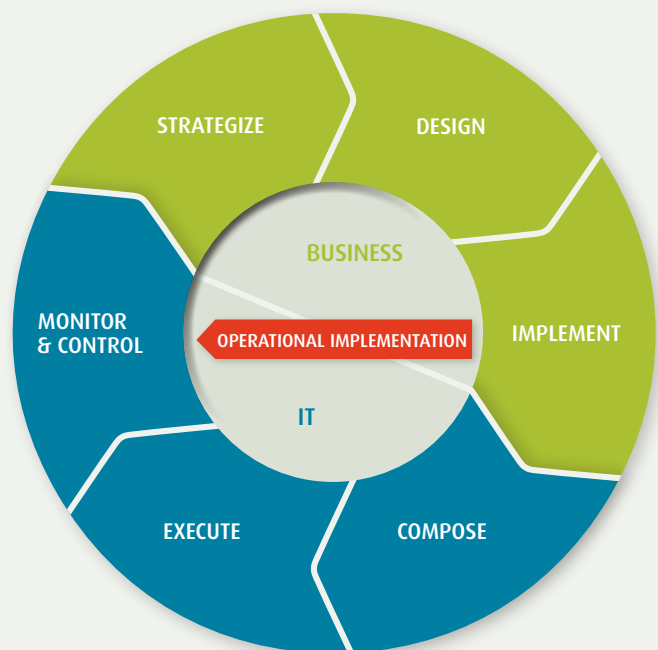 STRATEGIZE
DESIGN
BUSINESS
MONITOR
& CONTROL
OPERATIONAL IMPLEMENTATION
IMPLEMENT
IT
EXECUTE
COMPOSE